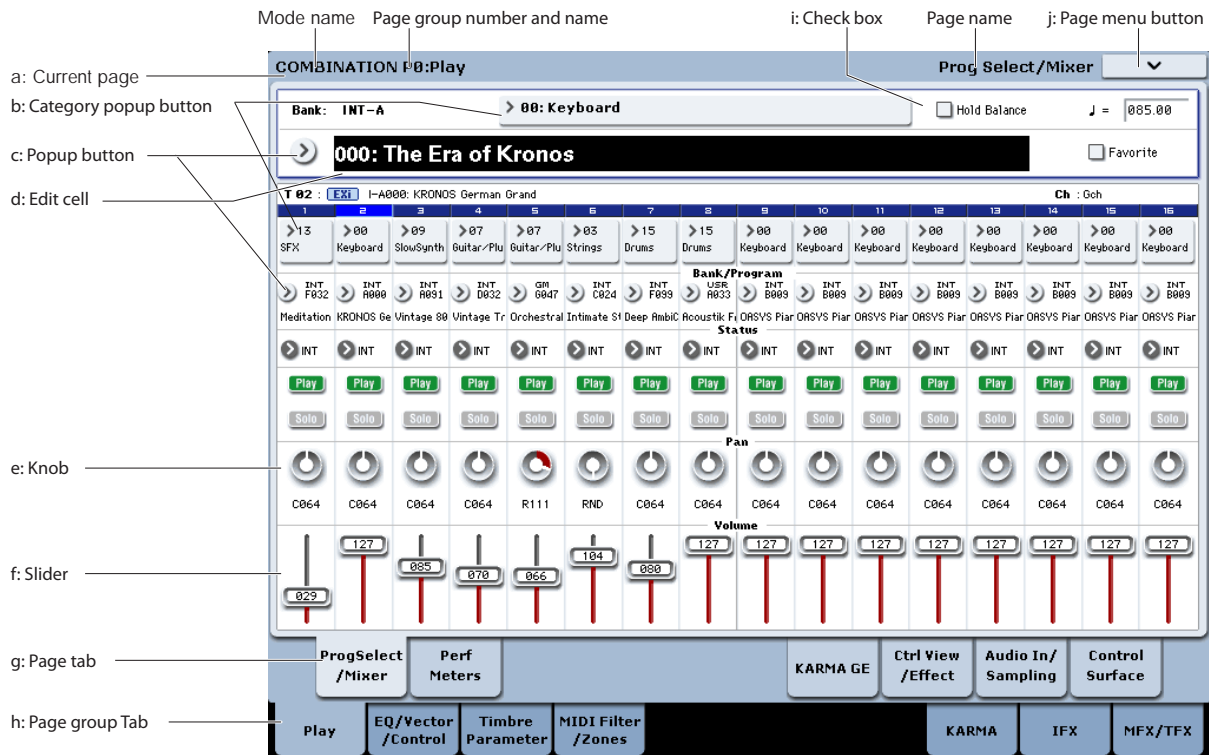 Mode name Page group number and name i: Check box Page name j: Page menu button
a: Current page
COMBINATION P0:Play Prog Select/Mixer
b: Category popup button
Bank: INT-A 00: Keyboard Hold Balance ♩ = 085.00
c: Popup button
000: The Era of Kronos Favorite
d: Edit cell
T 02 : EXi I-A000: KRONOS German Grand Ch : Gch
1 2 3 4 5 6 7 8 9 10 11 12 13 14 15 16
13 00 09 07 07 03 15 15 00 00 00 00 00 00 00 00
SFX Keyboard SlowSynth Guitar/Plu Guitar/Plu Strings Drums Drums Keyboard Keyboard Keyboard Keyboard Keyboard Keyboard Keyboard Keyboard
Bank/Program
INT INT INT INT GM INT INT USR INT INT INT INT INT INT INT INT
F032 A000 A091 D032 G047 C024 F099 A033 B009 B009 B009 B009 B009 B009 B009 B009
Meditation KRONOS Ge Vintage 80 Vintage Tr Orchestral Intimate St Deep AmbiC Acoustik Fi OASYS Piar OASYS Piar OASYS Piar OASYS Piar OASYS Piar OASYS Piar OASYS Piar OASYS Piar
Status
INT INT INT INT INT INT INT INT INT INT INT INT INT INT INT INT
Play Play Play Play Play Play Play Play Play Play Play Play Play Play Play Play
Solo Solo Solo Solo Solo Solo Solo Solo Solo Solo Solo Solo Solo Solo Solo Solo
Pan
e: Knob
C064 C064 C064 C064 R111 RND C064 C064 C064 C064 C064 C064 C064 C064 C064 C064
Volume
f: Slider
029 127 085 070 066 104 080 127 127 127 127 127 127 127 127 127
g: Page tab
ProgSelect Perf Ctrl View Audio In/ Control
/Mixer Meters KARMA GE /Effect Sampling Surface
h: Page group Tab
Play EQ/Vector Timbre MIDI Filter KARMA IFX MFX/TFX
/Control Parameter /Zones